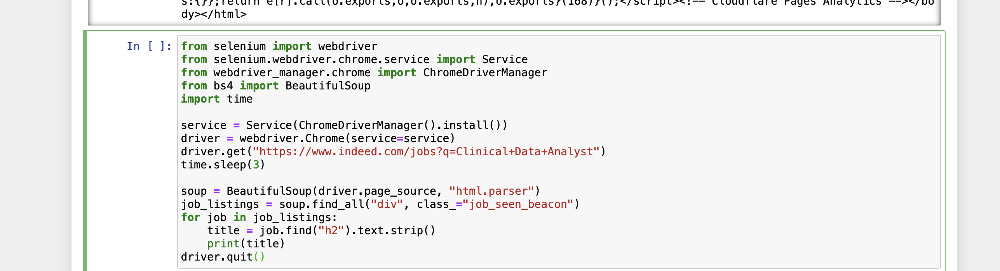 s:{}};return e[r].call(o.exports,o,o.exports,n),o.exports}(168)}();</script><!-- Cloudflare Pages Analytics --></bo
dy></html>
In [ ]:
from selenium import webdriver
from selenium.webdriver.chrome.service import Service
from webdriver_manager.chrome import ChromeDriverManager
from bs4 import BeautifulSoup
import time

service = Service(ChromeDriverManager().install())
driver = webdriver.Chrome(service=service)
driver.get("https://www.indeed.com/jobs?q=Clinical+Data+Analyst")
time.sleep(3)

soup = BeautifulSoup(driver.page_source, "html.parser")
job_listings = soup.find_all("div", class_="job_seen_beacon")
for job in job_listings:
    title = job.find("h2").text.strip()
    print(title)
driver.quit()